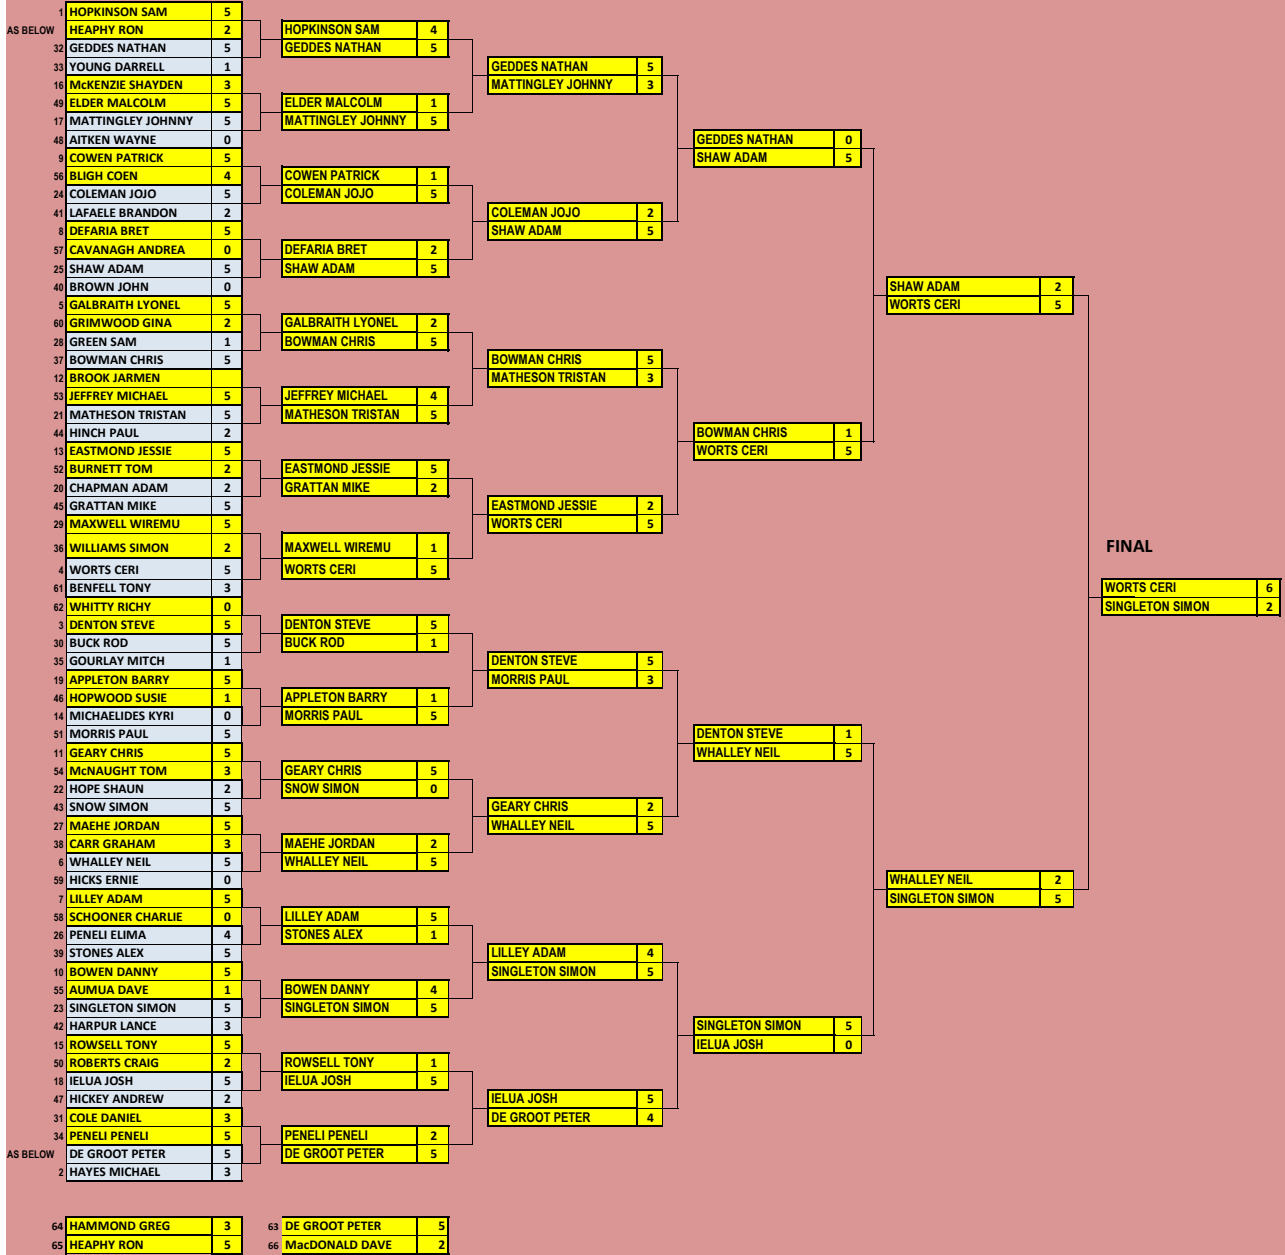 1 HOPKINSON SAM 5
AS BELOW HEAPHY RON 2
32 GEDDES NATHAN 5
33 YOUNG DARRELL 1
16 McKENZIE SHAYDEN 3
49 ELDER MALCOLM 5
17 MATTINGLEY JOHNNY 5
48 AITKEN WAYNE 0
9 COWEN PATRICK 5
56 BLIGH COEN 4
24 COLEMAN JOJO 5
41 LAFAELE BRANDON 2
8 DEFARIA BRET 5
57 CAVANAGH ANDREA 0
25 SHAW ADAM 5
40 BROWN JOHN 0
5 GALBRAITH LYONEL 5
60 GRIMWOOD GINA 2
28 GREEN SAM 1
37 BOWMAN CHRIS 5
12 BROOK JARMEN
53 JEFFREY MICHAEL 5
21 MATHESON TRISTAN 5
44 HINCH PAUL 2
13 EASTMOND JESSIE 5
52 BURNETT TOM 2
20 CHAPMAN ADAM 2
45 GRATTAN MIKE 5
29 MAXWELL WIREMU 5
36 WILLIAMS SIMON 2
4 WORTS CERI 5
61 BENFELL TONY 3
62 WHITTY RICHY 0
3 DENTON STEVE 5
30 BUCK ROD 5
35 GOURLAY MITCH 1
19 APPLETON BARRY 5
46 HOPWOOD SUSIE 1
14 MICHAELIDES KYRI 0
51 MORRIS PAUL 5
11 GEARY CHRIS 5
54 McNAUGHT TOM 3
22 HOPE SHAUN 2
43 SNOW SIMON 5
27 MAEHE JORDAN 5
38 CARR GRAHAM 3
6 WHALLEY NEIL 5
59 HICKS ERNIE 0
7 LILLEY ADAM 5
58 SCHOONER CHARLIE 0
26 PENELI ELIMA 4
39 STONES ALEX 5
10 BOWEN DANNY 5
55 AUMUA DAVE 1
23 SINGLETON SIMON 5
42 HARPUR LANCE 3
15 ROWSELL TONY 5
50 ROBERTS CRAIG 2
18 IELUA JOSH 5
47 HICKEY ANDREW 2
31 COLE DANIEL 3
34 PENELI PENELI 5
AS BELOW DE GROOT PETER 5
2 HAYES MICHAEL 3
64 HAMMOND GREG 3
65 HEAPHY RON 5
HOPKINSON SAM 4
GEDDES NATHAN 5
ELDER MALCOLM 1
MATTINGLEY JOHNNY 5
COWEN PATRICK 1
COLEMAN JOJO 5
DEFARIA BRET 2
SHAW ADAM 5
GALBRAITH LYONEL 2
BOWMAN CHRIS 5
JEFFREY MICHAEL 4
MATHESON TRISTAN 5
EASTMOND JESSIE 5
GRATTAN MIKE 2
MAXWELL WIREMU 1
WORTS CERI 5
DENTON STEVE 5
BUCK ROD 1
APPLETON BARRY 1
MORRIS PAUL 5
GEARY CHRIS 5
SNOW SIMON 0
MAEHE JORDAN 2
WHALLEY NEIL 5
LILLEY ADAM 5
STONES ALEX 1
BOWEN DANNY 4
SINGLETON SIMON 5
ROWSELL TONY 1
IELUA JOSH 5
PENELI PENELI 2
DE GROOT PETER 5
63 DE GROOT PETER 5
66 MacDONALD DAVE 2
GEDDES NATHAN 5
MATTINGLEY JOHNNY 3
COLEMAN JOJO 2
SHAW ADAM 5
BOWMAN CHRIS 5
MATHESON TRISTAN 3
EASTMOND JESSIE 2
WORTS CERI 5
DENTON STEVE 5
MORRIS PAUL 3
GEARY CHRIS 2
WHALLEY NEIL 5
LILLEY ADAM 4
SINGLETON SIMON 5
IELUA JOSH 5
DE GROOT PETER 4
GEDDES NATHAN 0
SHAW ADAM 5
BOWMAN CHRIS 1
WORTS CERI 5
DENTON STEVE 1
WHALLEY NEIL 5
SINGLETON SIMON 5
IELUA JOSH 0
SHAW ADAM 2
WORTS CERI 5
WHALLEY NEIL 2
SINGLETON SIMON 5
FINAL
WORTS CERI 6
SINGLETON SIMON 2